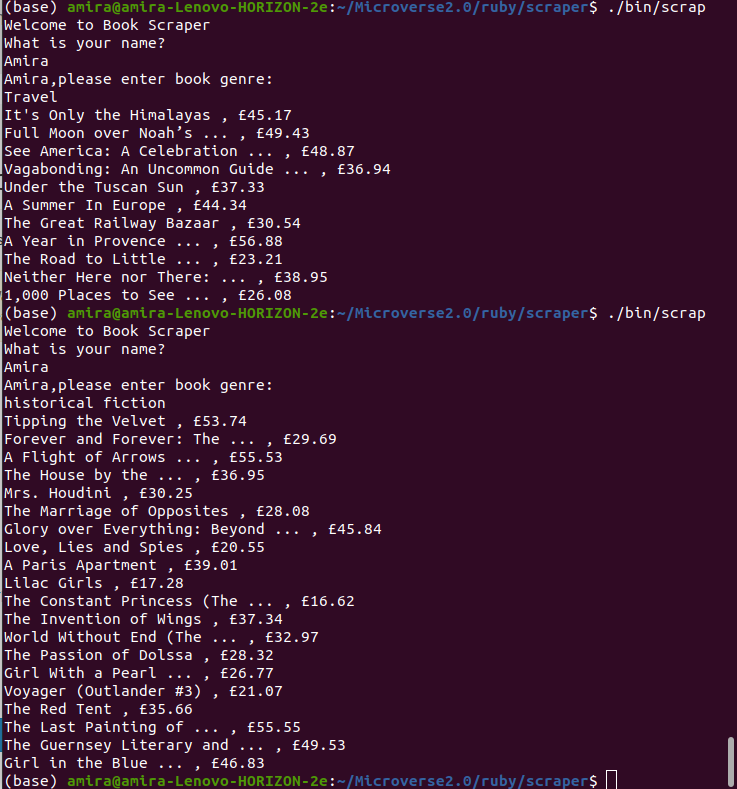 (base) amira@amira-Lenovo-HORIZON-2e:~/Microverse2.0/ruby/scraper$ ./bin/scrap
Welcome to Book Scraper
What is your name?
Amira
Amira,please enter book genre:
Travel
It's Only the Himalayas , £45.17
Full Moon over Noah’s ... , £49.43
See America: A Celebration ... , £48.87
Vagabonding: An Uncommon Guide ... , £36.94
Under the Tuscan Sun , £37.33
A Summer In Europe , £44.34
The Great Railway Bazaar , £30.54
A Year in Provence ... , £56.88
The Road to Little ... , £23.21
Neither Here nor There: ... , £38.95
1,000 Places to See ... , £26.08
(base) amira@amira-Lenovo-HORIZON-2e:~/Microverse2.0/ruby/scraper$ ./bin/scrap
Welcome to Book Scraper
What is your name?
Amira
Amira,please enter book genre:
historical fiction
Tipping the Velvet , £53.74
Forever and Forever: The ... , £29.69
A Flight of Arrows ... , £55.53
The House by the ... , £36.95
Mrs. Houdini , £30.25
The Marriage of Opposites , £28.08
Glory over Everything: Beyond ... , £45.84
Love, Lies and Spies , £20.55
A Paris Apartment , £39.01
Lilac Girls , £17.28
The Constant Princess (The ... , £16.62
The Invention of Wings , £37.34
World Without End (The ... , £32.97
The Passion of Dolssa , £28.32
Girl With a Pearl ... , £26.77
Voyager (Outlander #3) , £21.07
The Red Tent , £35.66
The Last Painting of ... , £55.55
The Guernsey Literary and ... , £49.53
Girl in the Blue ... , £46.83
(base) amira@amira-Lenovo-HORIZON-2e:~/Microverse2.0/ruby/scraper$